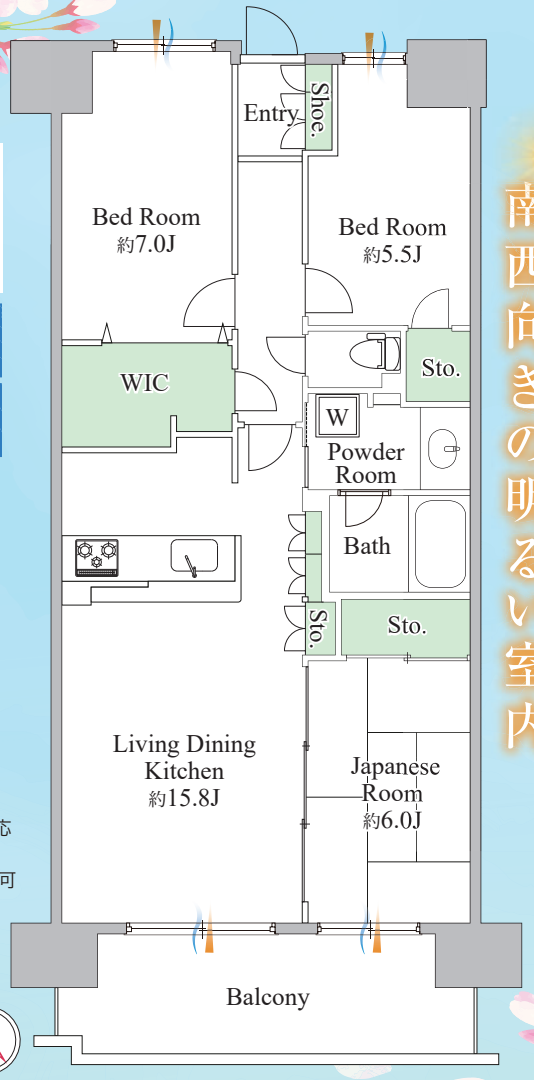 Entry
Shoe.
Bed Room
約7.0J
Bed Room
約5.5J
WIC
Sto.
W
Powder
Room
Bath
Sto.
Sto.
Living Dining
Kitchen
約15.8J
Japanese
Room
約6.0J
Balcony
南西向きの明るい室内
応
可